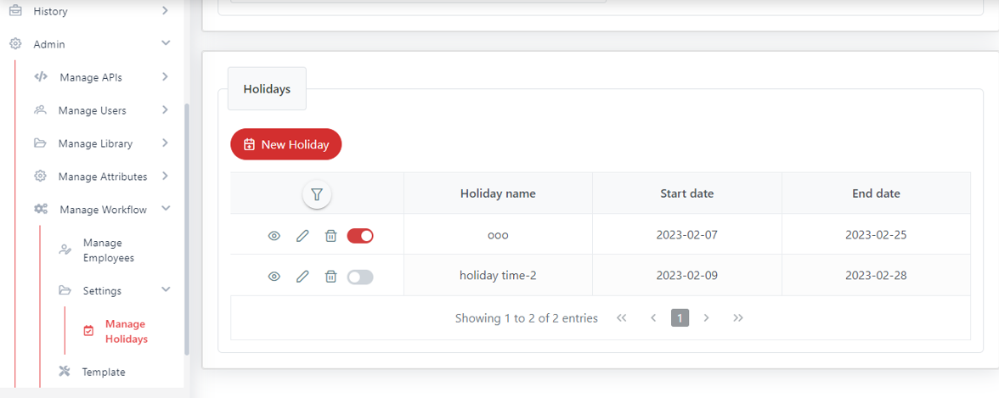 History
Admin
Manage APIs
Manage Users
Manage Library
Manage Attributes
Manage Workflow
Manage
Employees
Settings
Manage
Holidays
Template
Holidays
New Holiday
Holiday name Start date End date
ooo 2023-02-07 2023-02-25
holiday time-2 2023-02-09 2023-02-28
Showing 1 to 2 of 2 entries << < 1 > >>